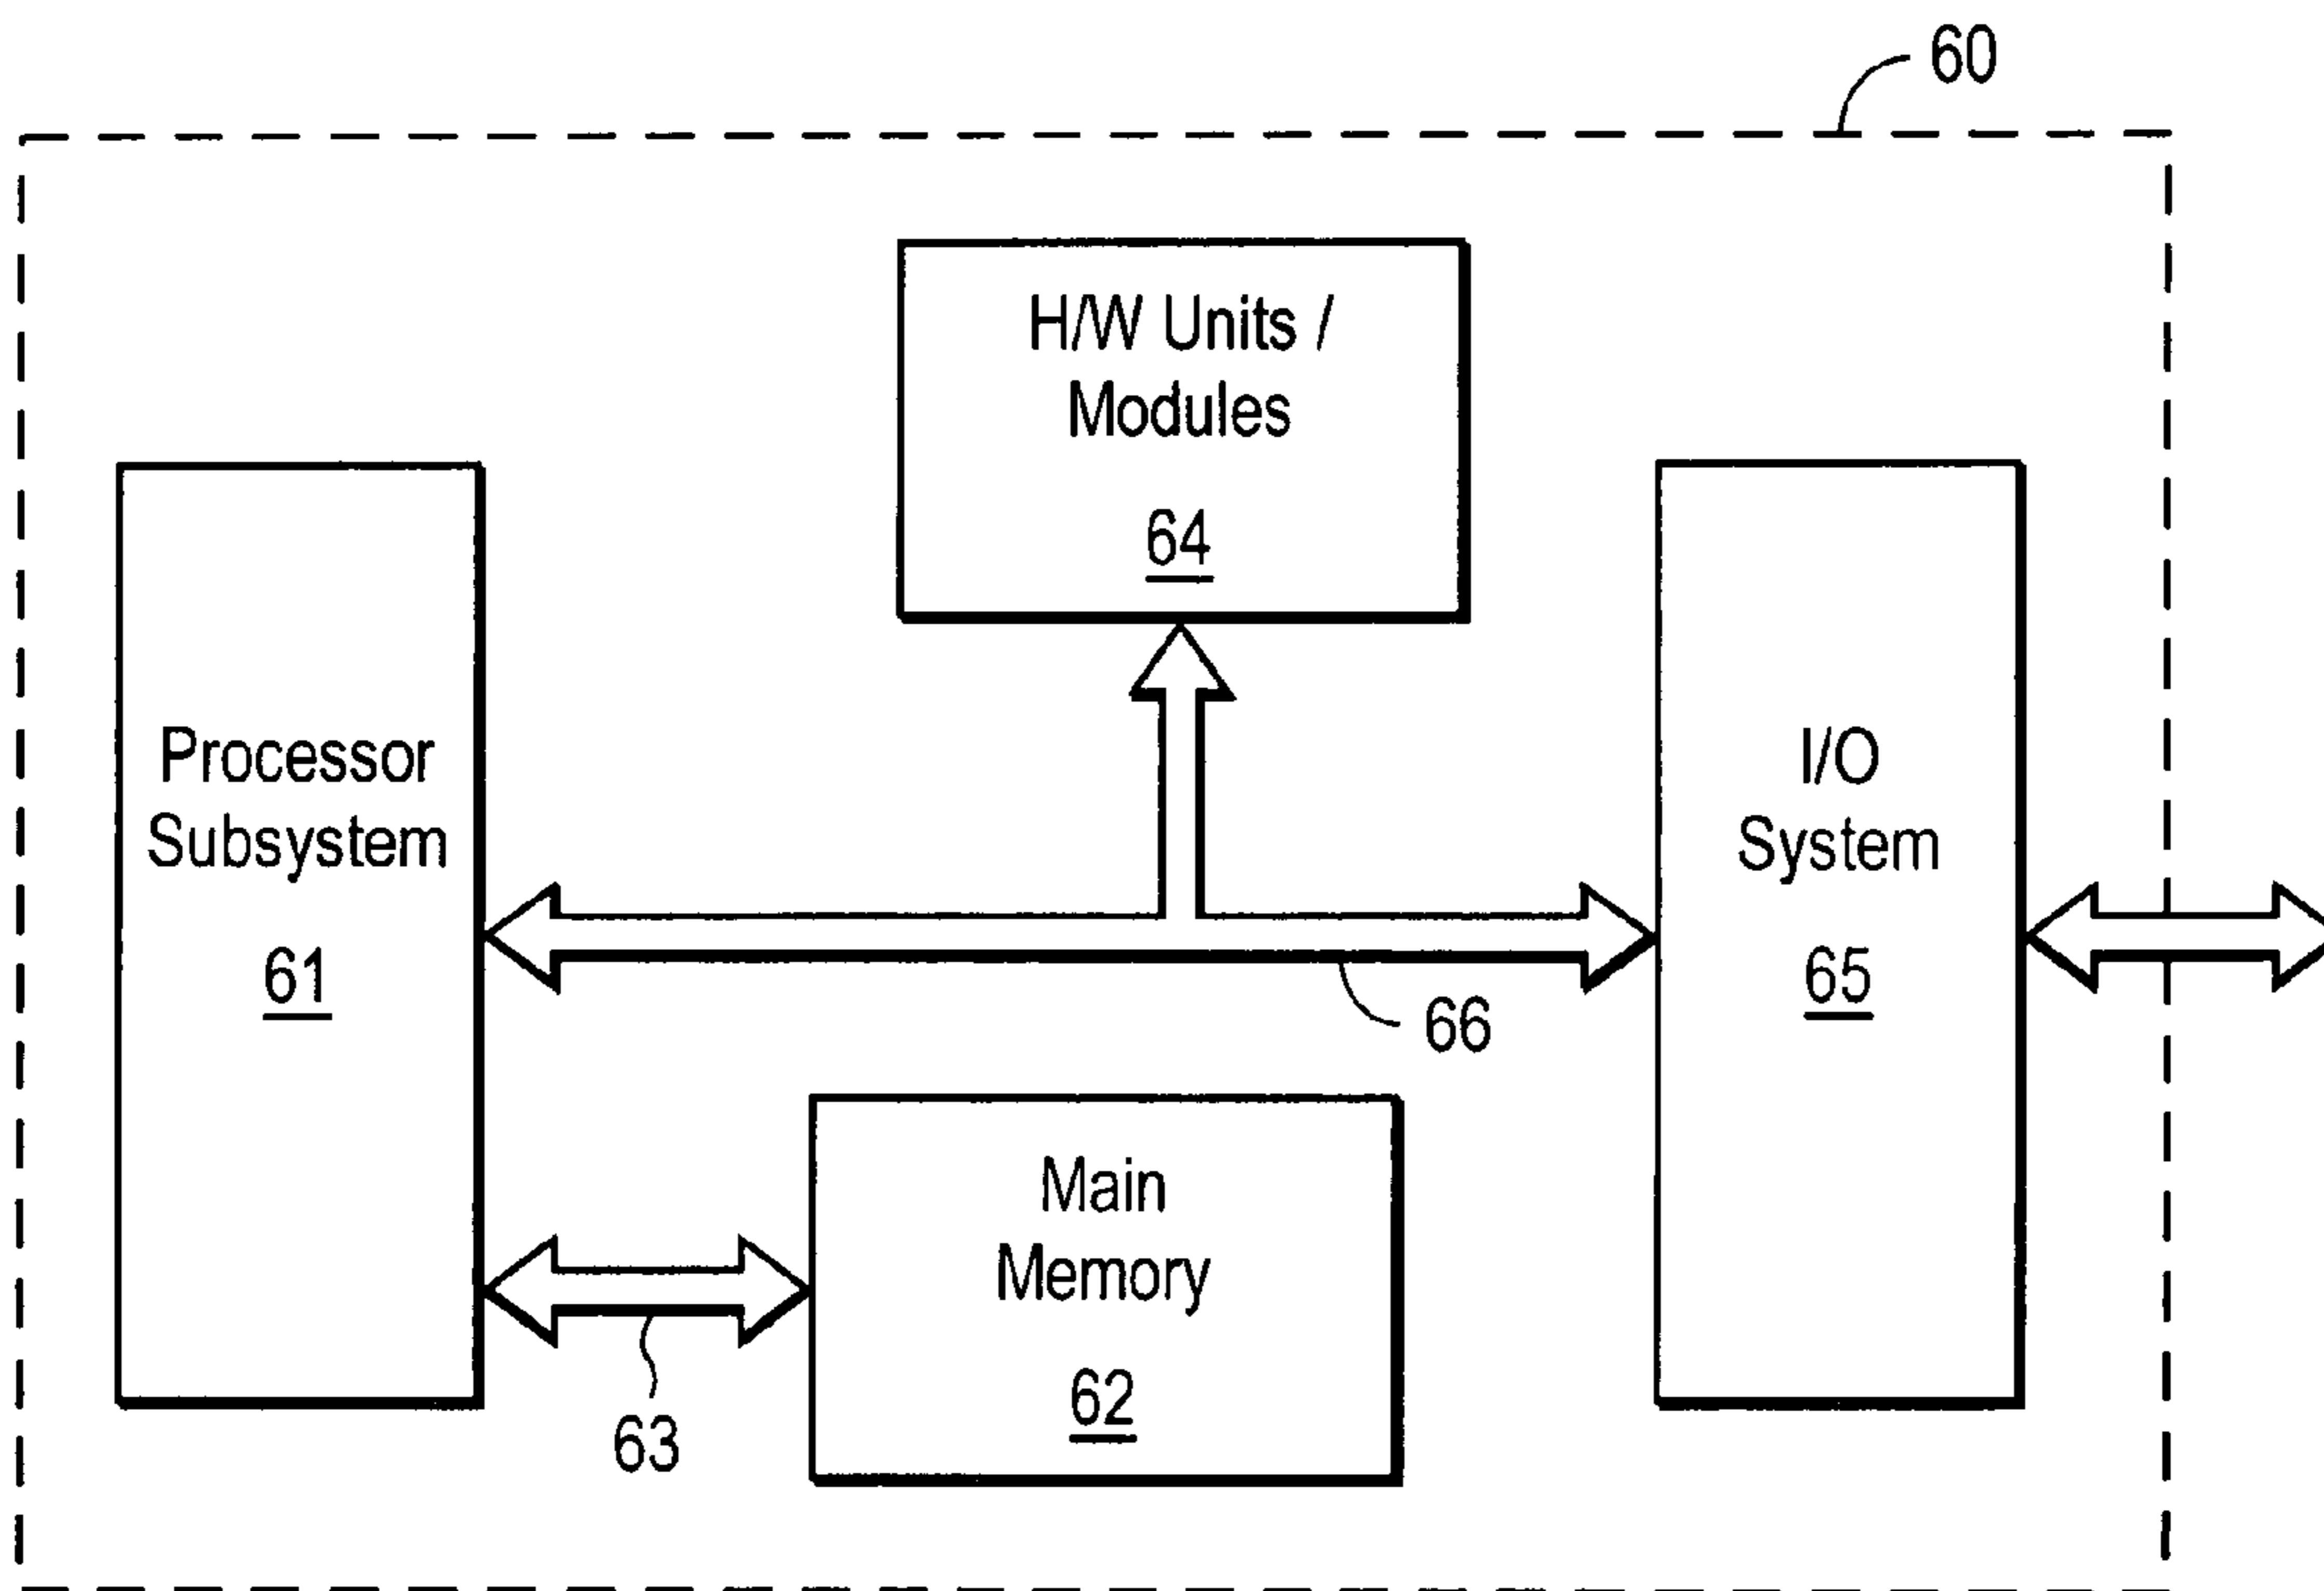 60
H/W Units /
Modules
64
Processor
Subsystem
61
I/O
System
65
66
Main
Memory
62
63